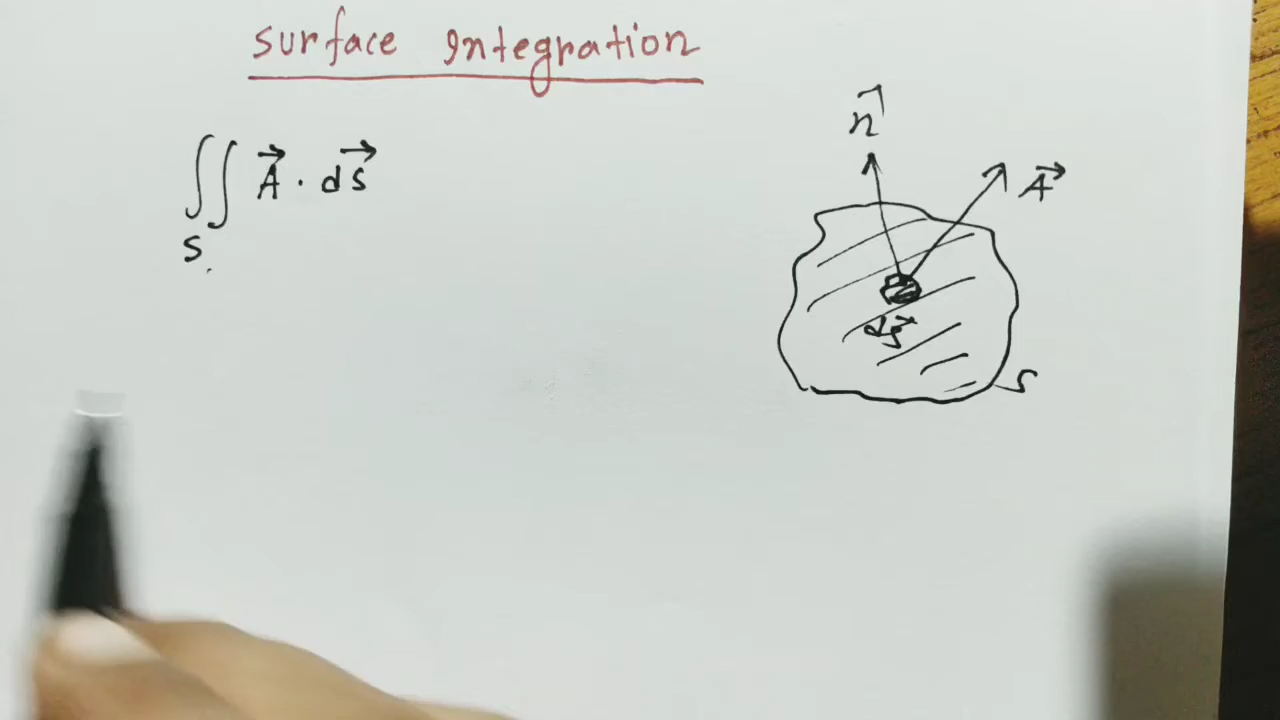 Surface Integration
∬ A⃗ · dS⃗
S
n⃗
A⃗
dS⃗
S